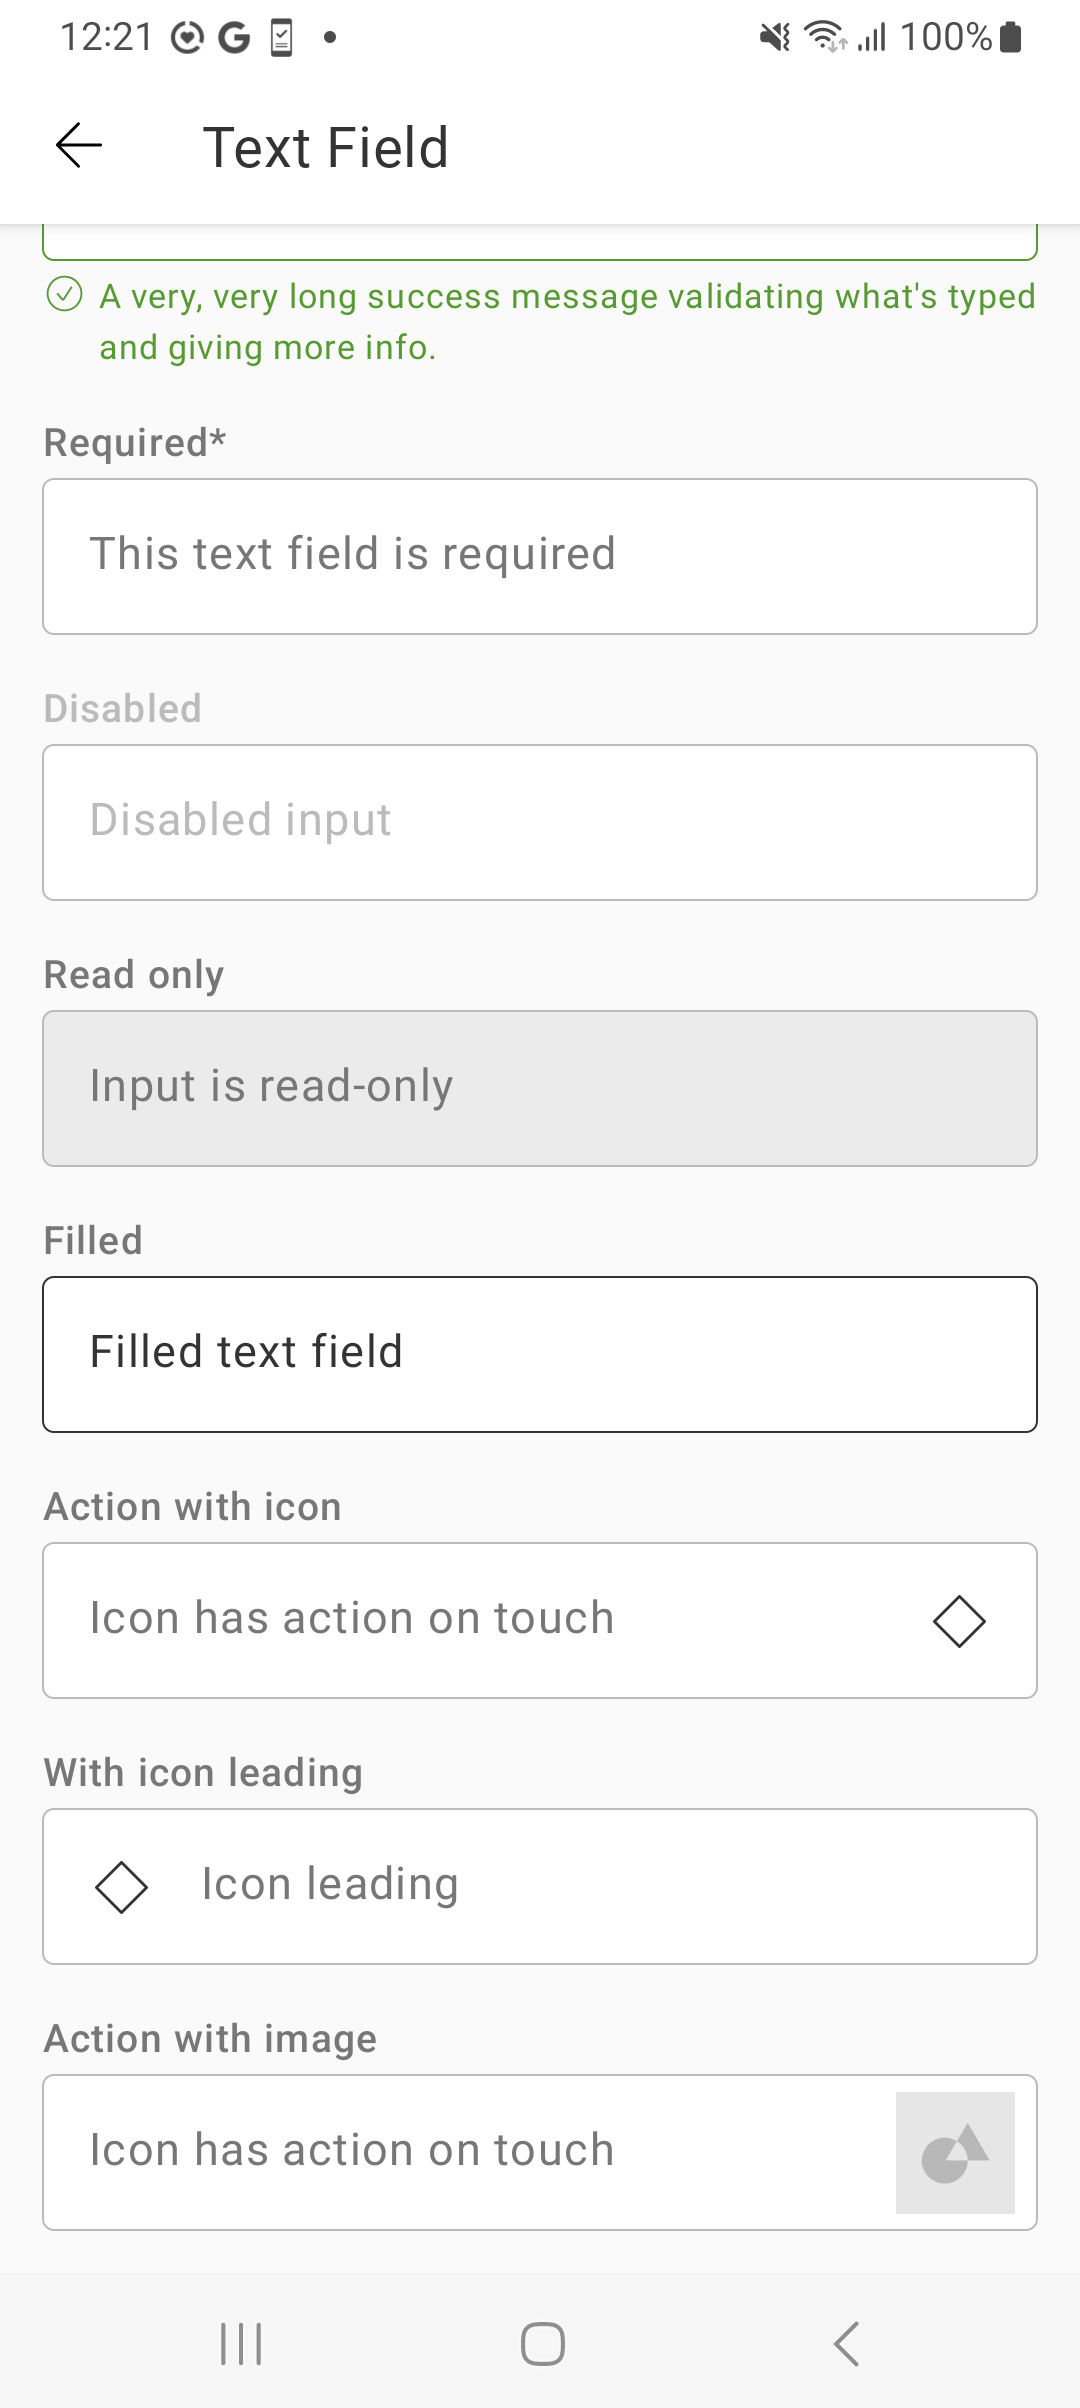 12:21
100%
Text Field
A very, very long success message validating what's typed
and giving more info.
Required*
This text field is required
Disabled
Disabled input
Read only
Input is read-only
Filled
Filled text field
Action with icon
Icon has action on touch
With icon leading
Icon leading
Action with image
Icon has action on touch